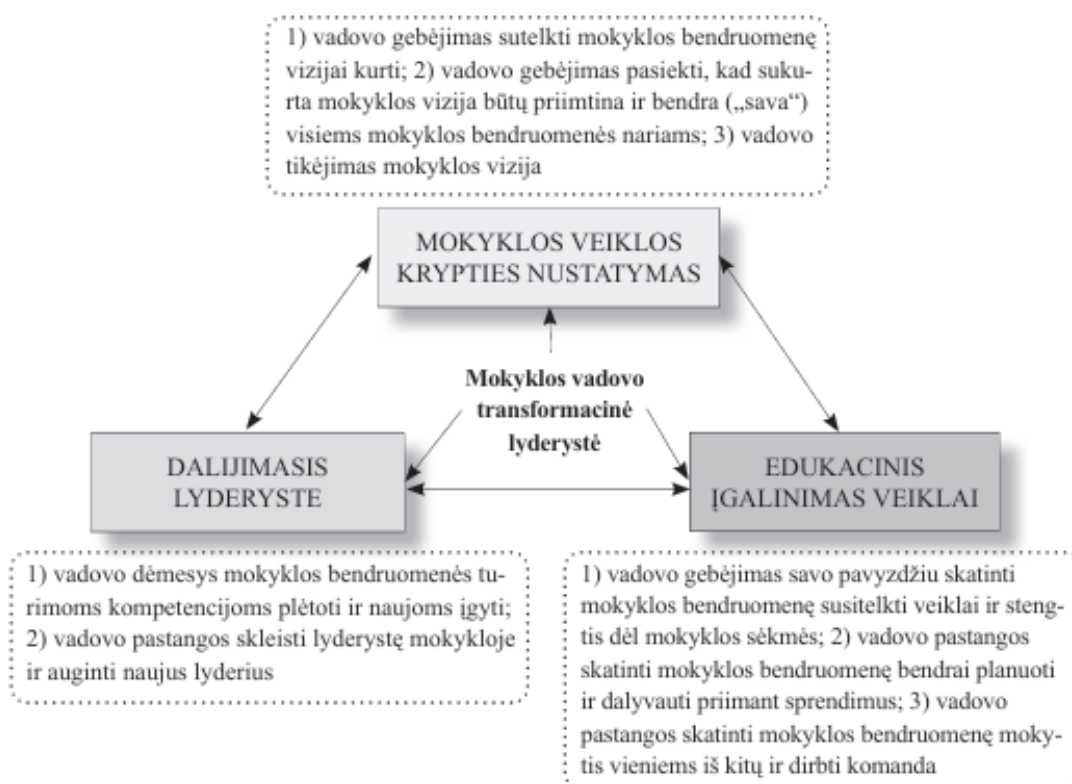 1) vadovo gebėjimas sutelkti mokyklos bendruomenę
vizijai kurti; 2) vadovo gebėjimas pasiekti, kad suku-
rta mokyklos vizija būtų priimtina ir bendra („sava“)
visiems mokyklos bendruomenės nariams; 3) vadovo
tikėjimas mokyklos vizija
MOKYKLOS VEIKLOS
KRYPTIES NUSTATYMAS
Mokyklos vadovo
transformacinė
lyderystė
DALIJIMASIS
LYDERYSTE
EDUKACINIS
ĮGALINIMAS VEIKLAI
1) vadovo dėmesys mokyklos bendruomenės tu-
rimoms kompetencijoms plėtoti ir naujoms įgyti;
2) vadovo pastangos skleisti lyderystę mokykloje
ir auginti naujus lyderius
1) vadovo gebėjimas savo pavyzdžiu skatinti
mokyklos bendruomenę susitelkti veiklai ir steng-
tis dėl mokyklos sėkmės; 2) vadovo pastangos
skatinti mokyklos bendruomenę bendrai planuoti
ir dalyvauti priimant sprendimus; 3) vadovo
pastangos skatinti mokyklos bendruomenę moky-
tis vieniems iš kitų ir dirbti komanda